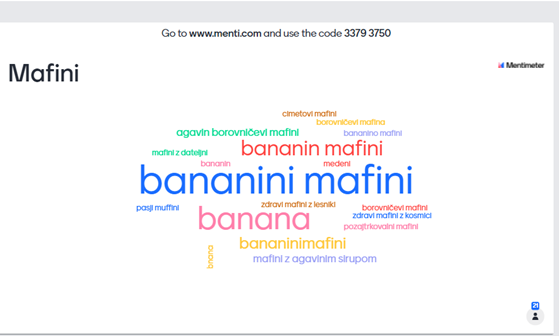 Go to www.menti.com and use the code 3379 3750
Mafini
Mentimeter
cimetovi mafini
borovničevi mafina
agavin borovničevi mafini
bananino mafini
bananin mafini
mafini z dateljni
bananin
medeni
bananini mafini
pasji muffini
zdravi mafini z lesniki
borovničevi mafini
banana
zdravi mafini z kosmici
pozajtrkovalni mafini
bananinimafini
bnana
mafini z agavinim sirupom
21